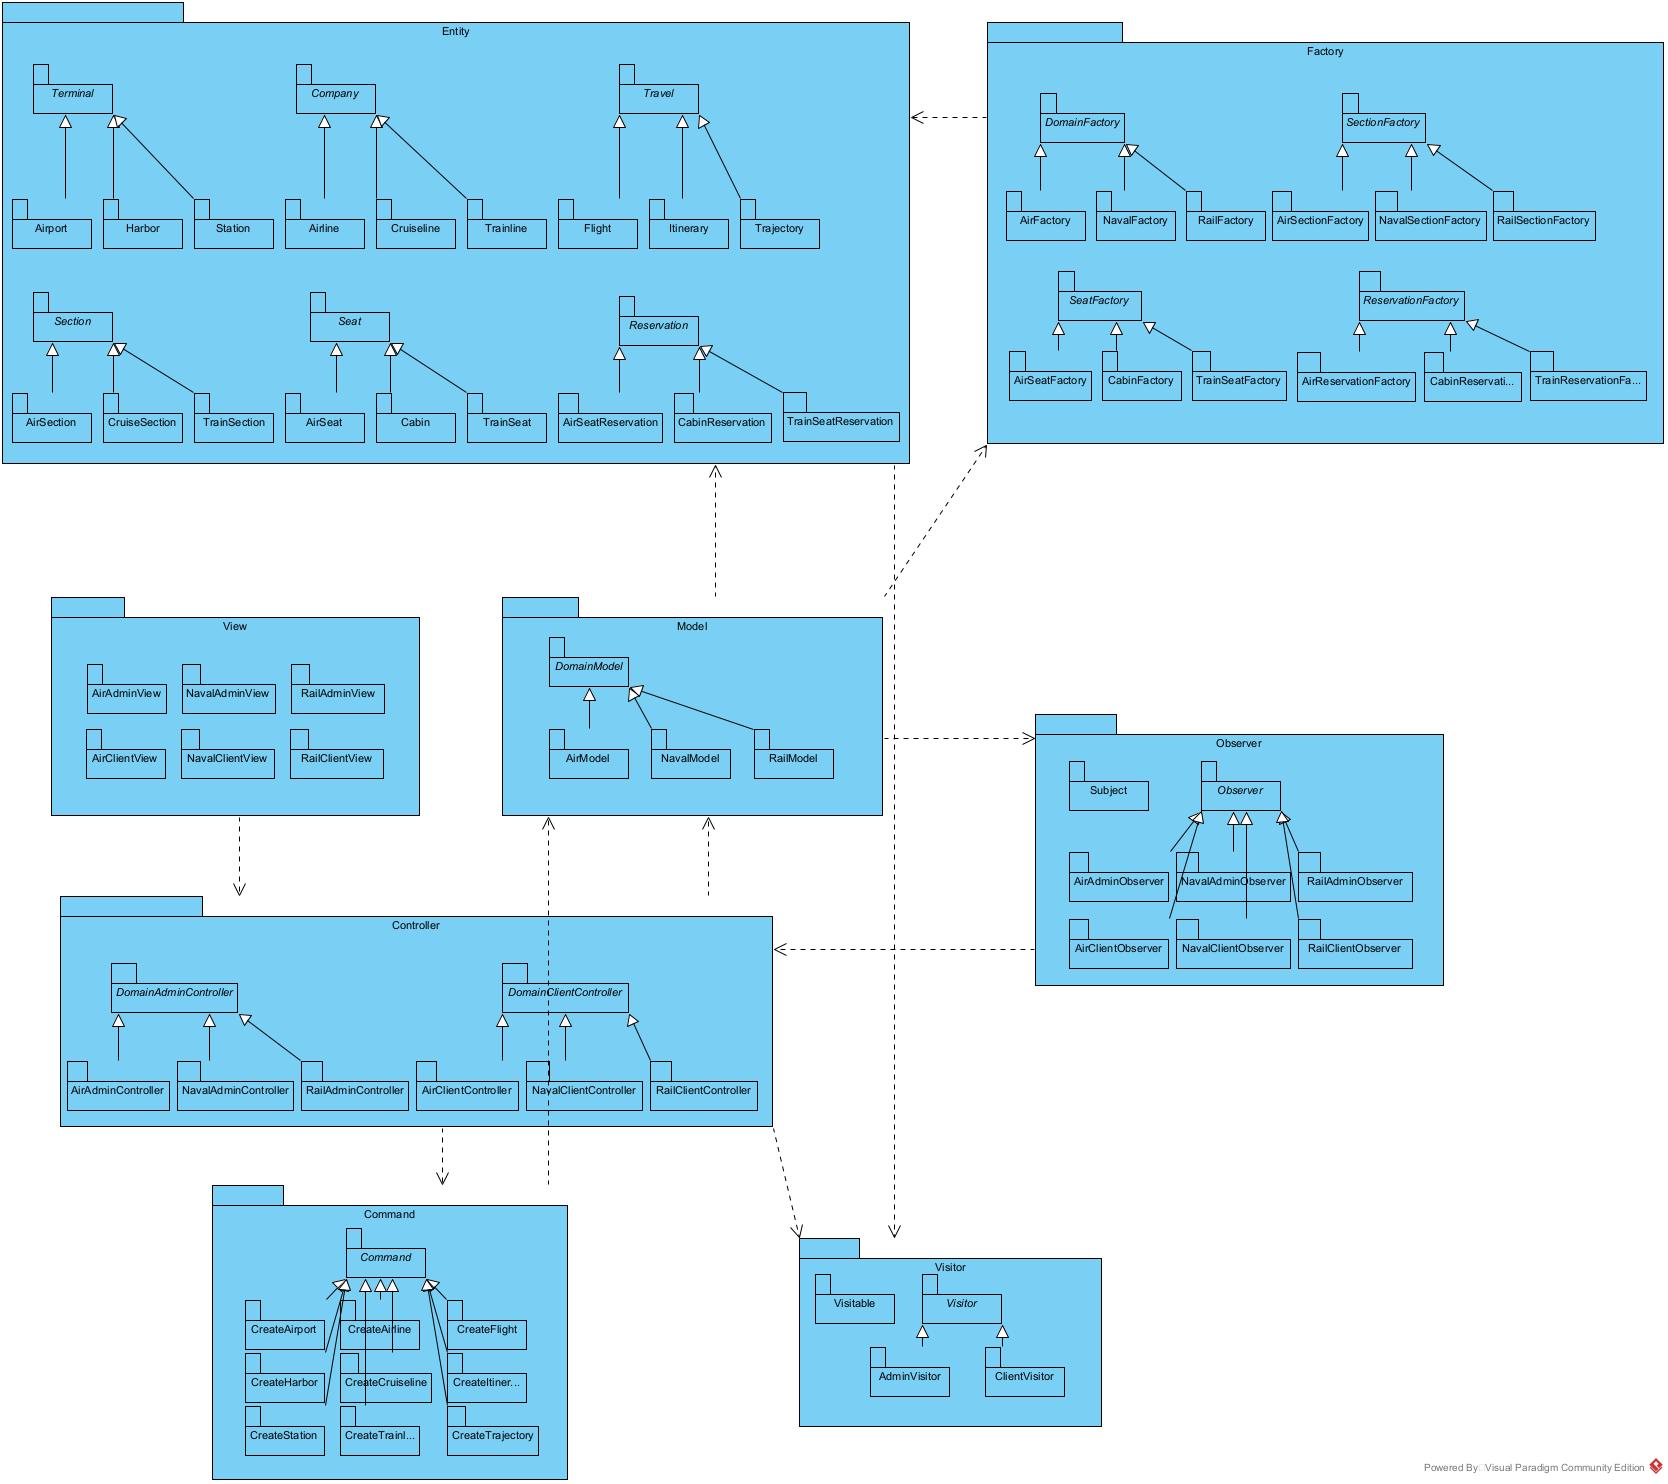 Entity
Terminal
Company
Travel
Airport
Harbor
Station
Airline
Cruiseline
Trainline
Flight
Itinerary
Trajectory
Section
Seat
Reservation
AirSection
CruiseSection
TrainSection
AirSeat
Cabin
TrainSeat
AirSeatReservation
CabinReservation
TrainSeatReservation
Factory
DomainFactory
SectionFactory
AirFactory
NavalFactory
RailFactory
AirSectionFactory
NavalSectionFactory
RailSectionFactory
SeatFactory
ReservationFactory
AirSeatFactory
CabinFactory
TrainSeatFactory
AirReservationFactory
CabinReservati...
TrainReservationFa...
View
AirAdminView
NavalAdminView
RailAdminView
AirClientView
NavalClientView
RailClientView
Model
DomainModel
AirModel
NavalModel
RailModel
Observer
Subject
Observer
AirAdminObserver
NavalAdminObserver
RailAdminObserver
AirClientObserver
NavalClientObserver
RailClientObserver
Controller
DomainAdminController
DomainClientController
AirAdminController
NavalAdminController
RailAdminController
AirClientController
NavalClientController
RailClientController
Command
Command
CreateAirport
CreateAirline
CreateFlight
CreateHarbor
CreateCruiseline
CreateItiner...
CreateStation
CreateTrainl...
CreateTrajectory
Visitor
Visitable
Visitor
AdminVisitor
ClientVisitor
Powered By Visual Paradigm Community Edition